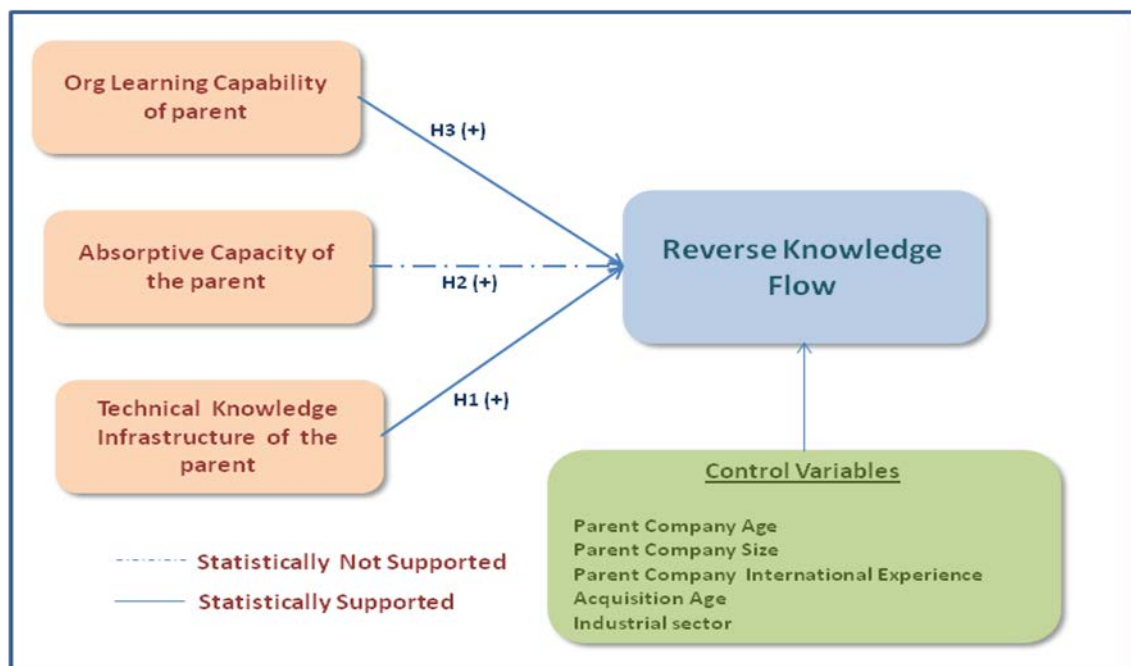 Org Learning Capability
of parent
H3 (+)
Absorptive Capacity of
the parent
H2 (+)
Reverse Knowledge
Flow
Technical Knowledge
Infrastructure of the
parent
H1 (+)
Control Variables
Parent Company Age
Parent Company Size
Parent Company International Experience
Acquisition Age
Industrial sector
Statistically Not Supported
Statistically Supported